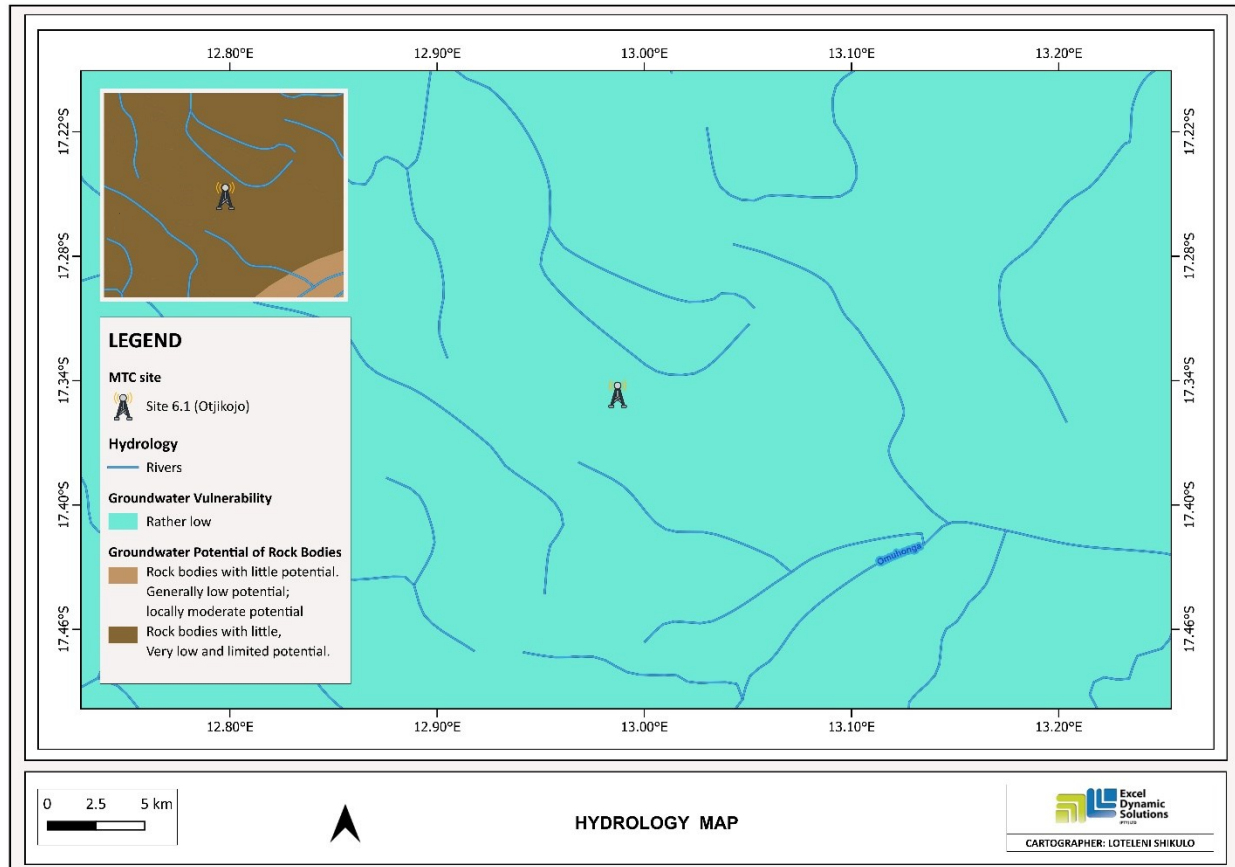 12.80°E 12.90°E 13.00°E 13.10°E 13.20°E
17.22°S 17.22°S
17.28°S 17.28°S
17.34°S 17.34°S
17.40°S 17.40°S
17.46°S 17.46°S
LEGEND
MTC site
Site 6.1 (Otjikojo)
Hydrology
Rivers
Groundwater Vulnerability
Rather low
Groundwater Potential of Rock Bodies
Rock bodies with little potential.
Generally low potential;
locally moderate potential
Rock bodies with little,
Very low and limited potential.
Omuhonga
12.80°E 12.90°E 13.00°E 13.10°E 13.20°E
0 2.5 5 km
HYDROLOGY MAP
Excel
Dynamic
Solutions
(PTY) LTD
CARTOGRAPHER: LOTELENI SHIKULO